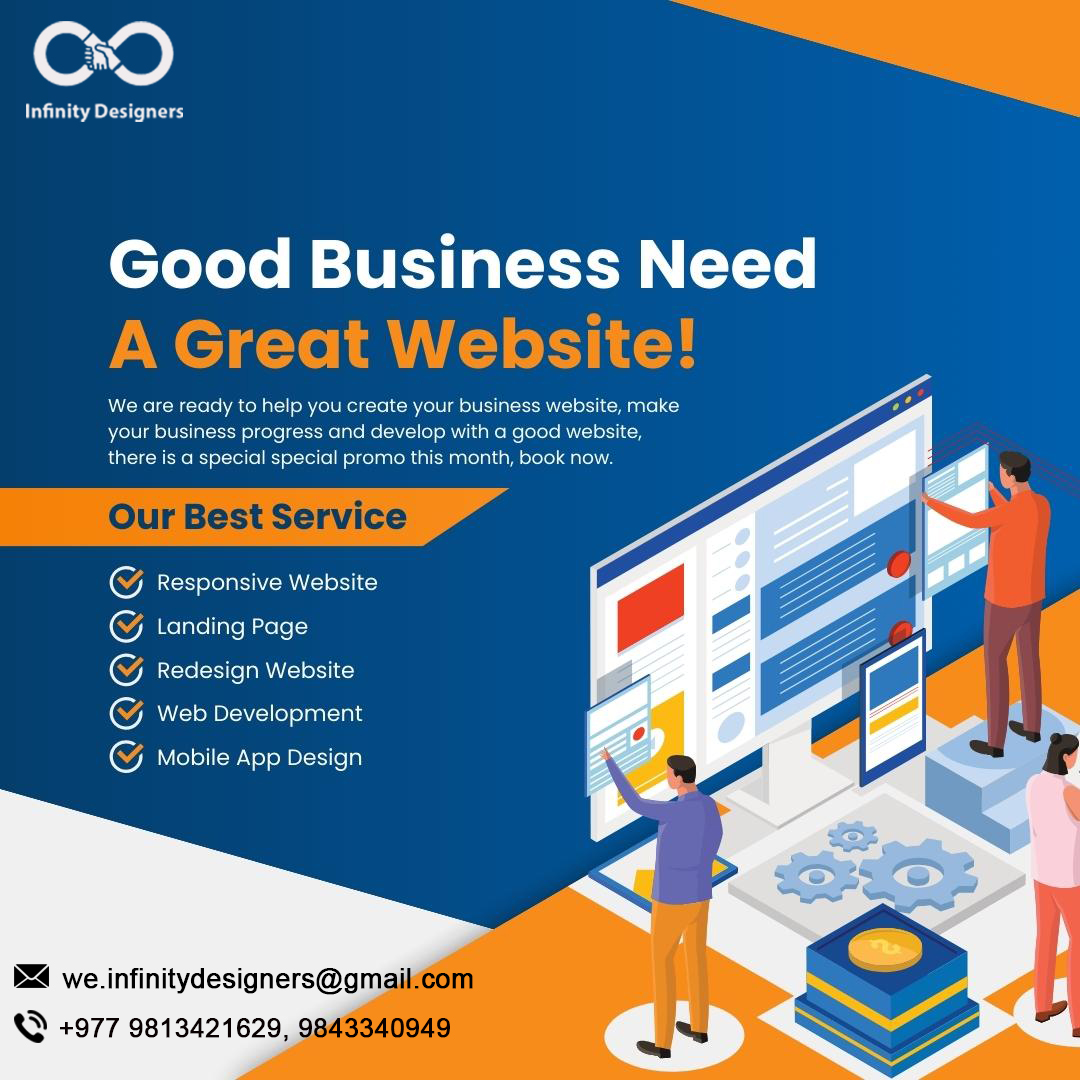 Infinity Designers
Good Business Need
A Great Website!
We are ready to help you create your business website, make
your business progress and develop with a good website,
there is a special special promo this month, book now.
Our Best Service
Responsive Website
Landing Page
Redesign Website
Web Development
Mobile App Design
we.infinitydesigners@gmail.com
+977 9813421629, 9843340949